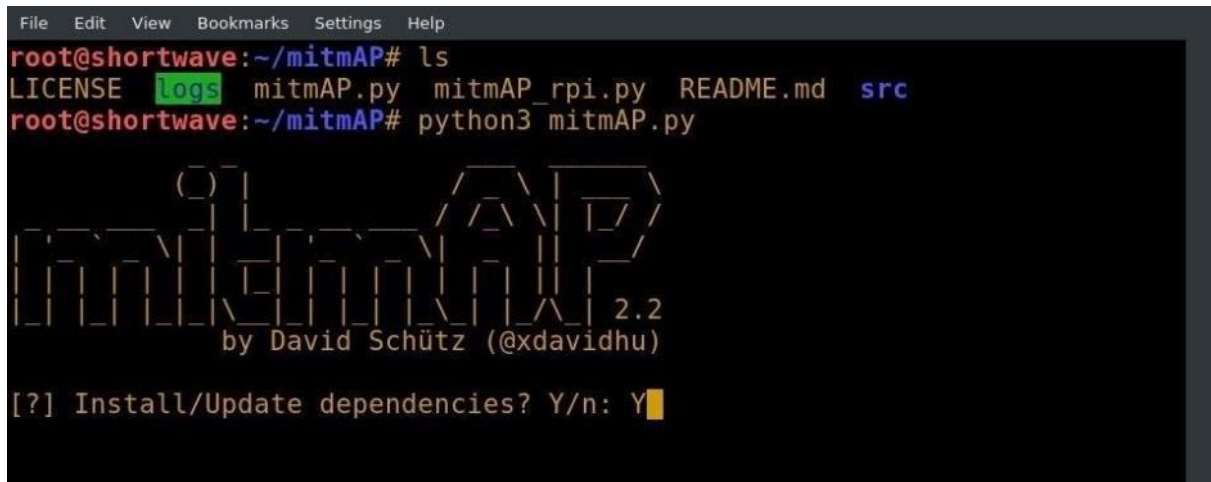 File Edit View Bookmarks Settings Help
root@shortwave:~/mitmAP# ls
LICENSE logs mitmAP.py mitmAP_rpi.py README.md src
root@shortwave:~/mitmAP# python3 mitmAP.py
mitmAP 2.2
by David Schütz (@xdavidhu)
[?] Install/Update dependencies? Y/n: Y